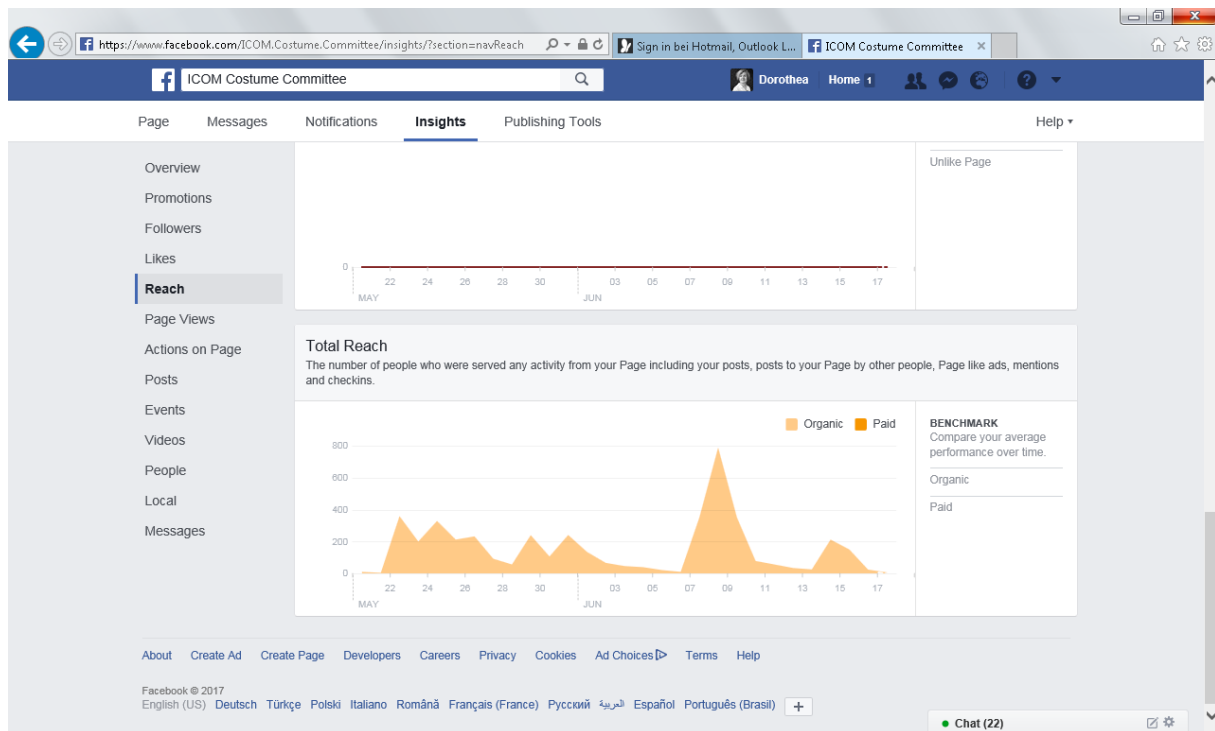 https://www.facebook.com/ICOM.Costume.Committee/insights/?section=navReach
Sign in bei Hotmail, Outlook L...
ICOM Costume Committee
ICOM Costume Committee
Dorothea
Home 1
Page Messages Notifications Insights Publishing Tools Help
Overview
Promotions
Followers
Likes
Reach
Page Views
Actions on Page
Posts
Events
Videos
People
Local
Messages
Unlike Page
0
22 24 26 28 30 03 05 07 09 11 13 15 17
MAY JUN
Total Reach
The number of people who were served any activity from your Page including your posts, posts to your Page by other people, Page like ads, mentions
and checkins.
Organic Paid
BENCHMARK
Compare your average
performance over time.
Organic
Paid
800
600
400
200
0
22 24 26 28 30 03 05 07 09 11 13 15 17
MAY JUN
About Create Ad Create Page Developers Careers Privacy Cookies Ad Choices Terms Help
Facebook © 2017
English (US) Deutsch Türkçe Polski Italiano Română Français (France) Русский العربية Español Português (Brasil) +
Chat (22)